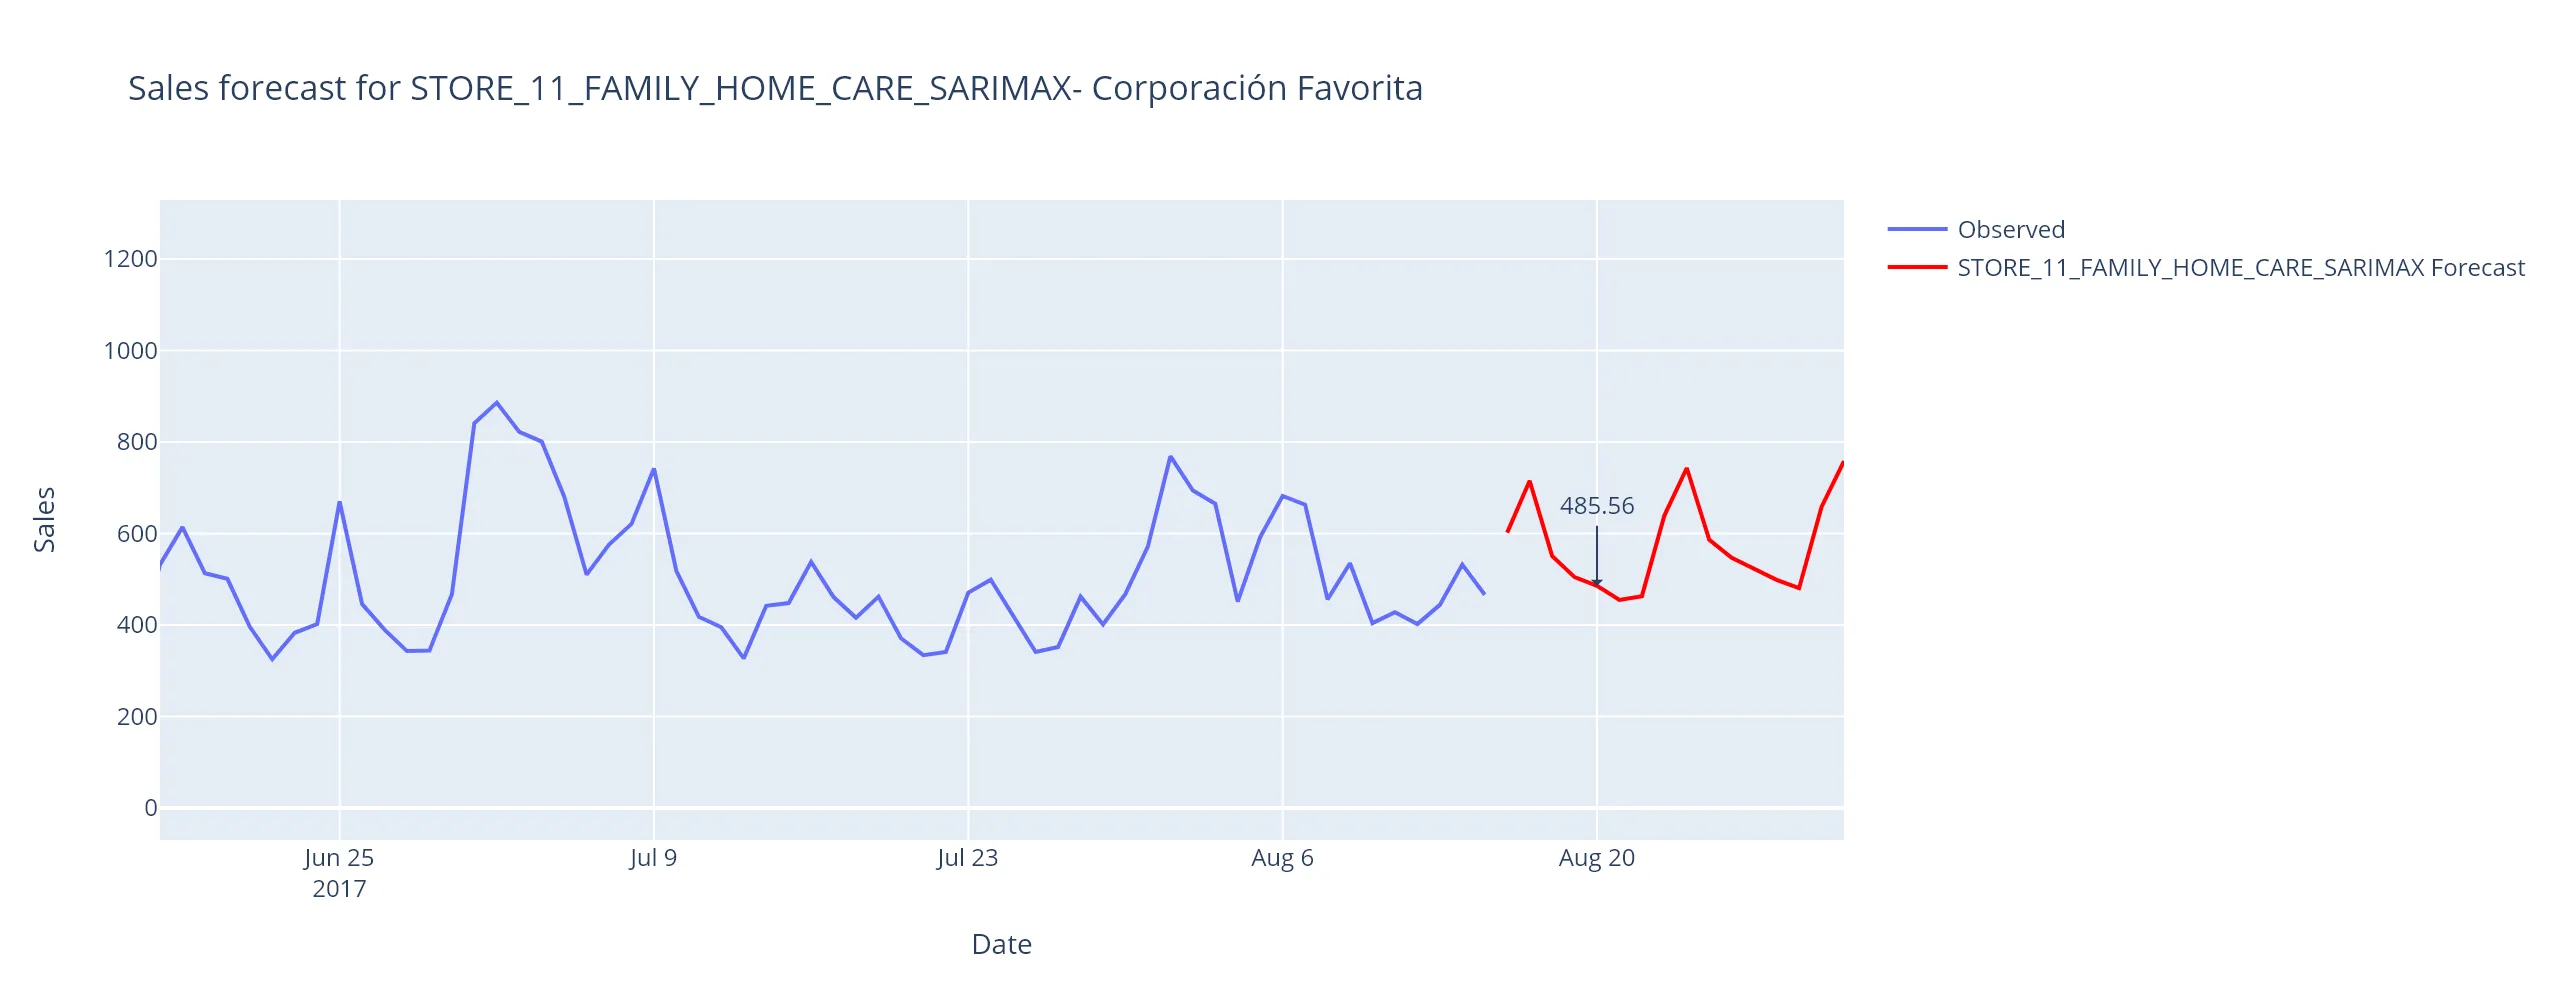 Sales forecast for STORE_11_FAMILY_HOME_CARE_SARIMAX- Corporación Favorita
Observed
STORE_11_FAMILY_HOME_CARE_SARIMAX Forecast
1200
1000
800
600
400
200
0
Sales
485.56
Jun 25
2017
Jul 9
Jul 23
Aug 6
Aug 20
Date